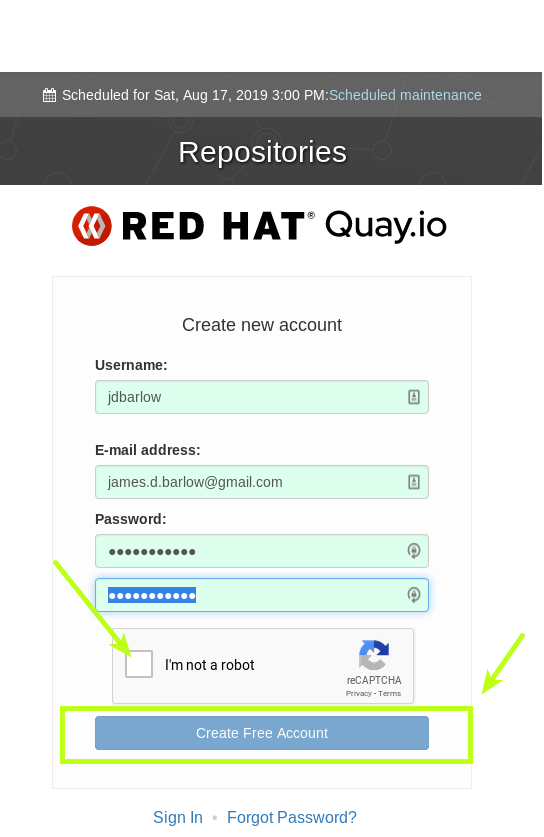 Scheduled for Sat, Aug 17, 2019 3:00 PM:Scheduled maintenance
Repositories
RED HAT® Quay.io
Create new account
Username:
jdbarlow
E-mail address:
james.d.barlow@gmail.com
Password:
●●●●●●●●●●●
●●●●●●●●●●●
I'm not a robot
reCAPTCHA
Privacy - Terms
Create Free Account
Sign In • Forgot Password?